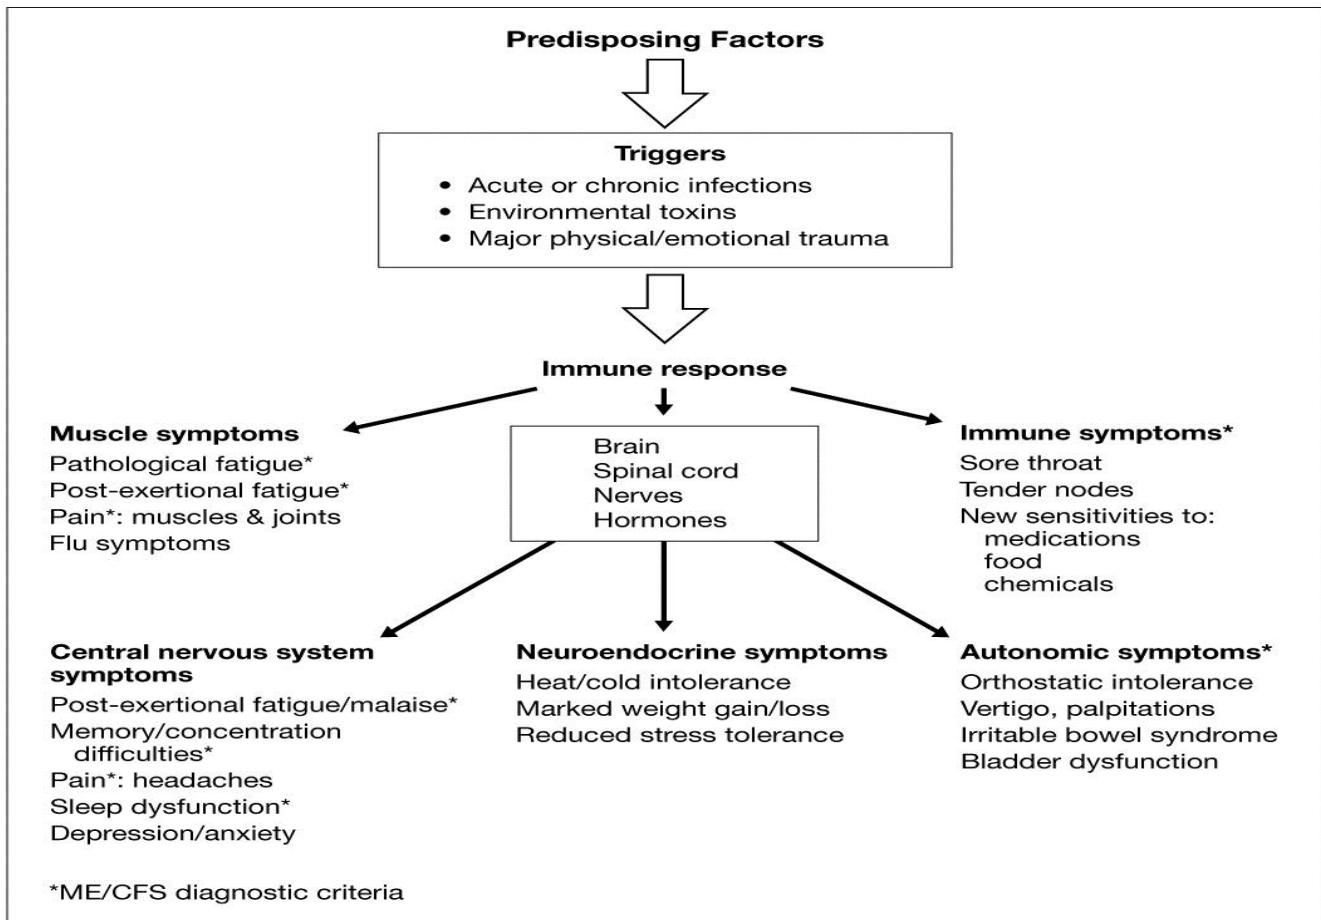 Predisposing Factors
Triggers
• Acute or chronic infections
• Environmental toxins
• Major physical/emotional trauma
Immune response
Muscle symptoms
Pathological fatigue*
Post-exertional fatigue*
Pain*: muscles & joints
Flu symptoms
Brain
Spinal cord
Nerves
Hormones
Immune symptoms*
Sore throat
Tender nodes
New sensitivities to:
medications
food
chemicals
Central nervous system
symptoms
Post-exertional fatigue/malaise*
Memory/concentration
difficulties*
Pain*: headaches
Sleep dysfunction*
Depression/anxiety
Neuroendocrine symptoms
Heat/cold intolerance
Marked weight gain/loss
Reduced stress tolerance
Autonomic symptoms*
Orthostatic intolerance
Vertigo, palpitations
Irritable bowel syndrome
Bladder dysfunction
*ME/CFS diagnostic criteria